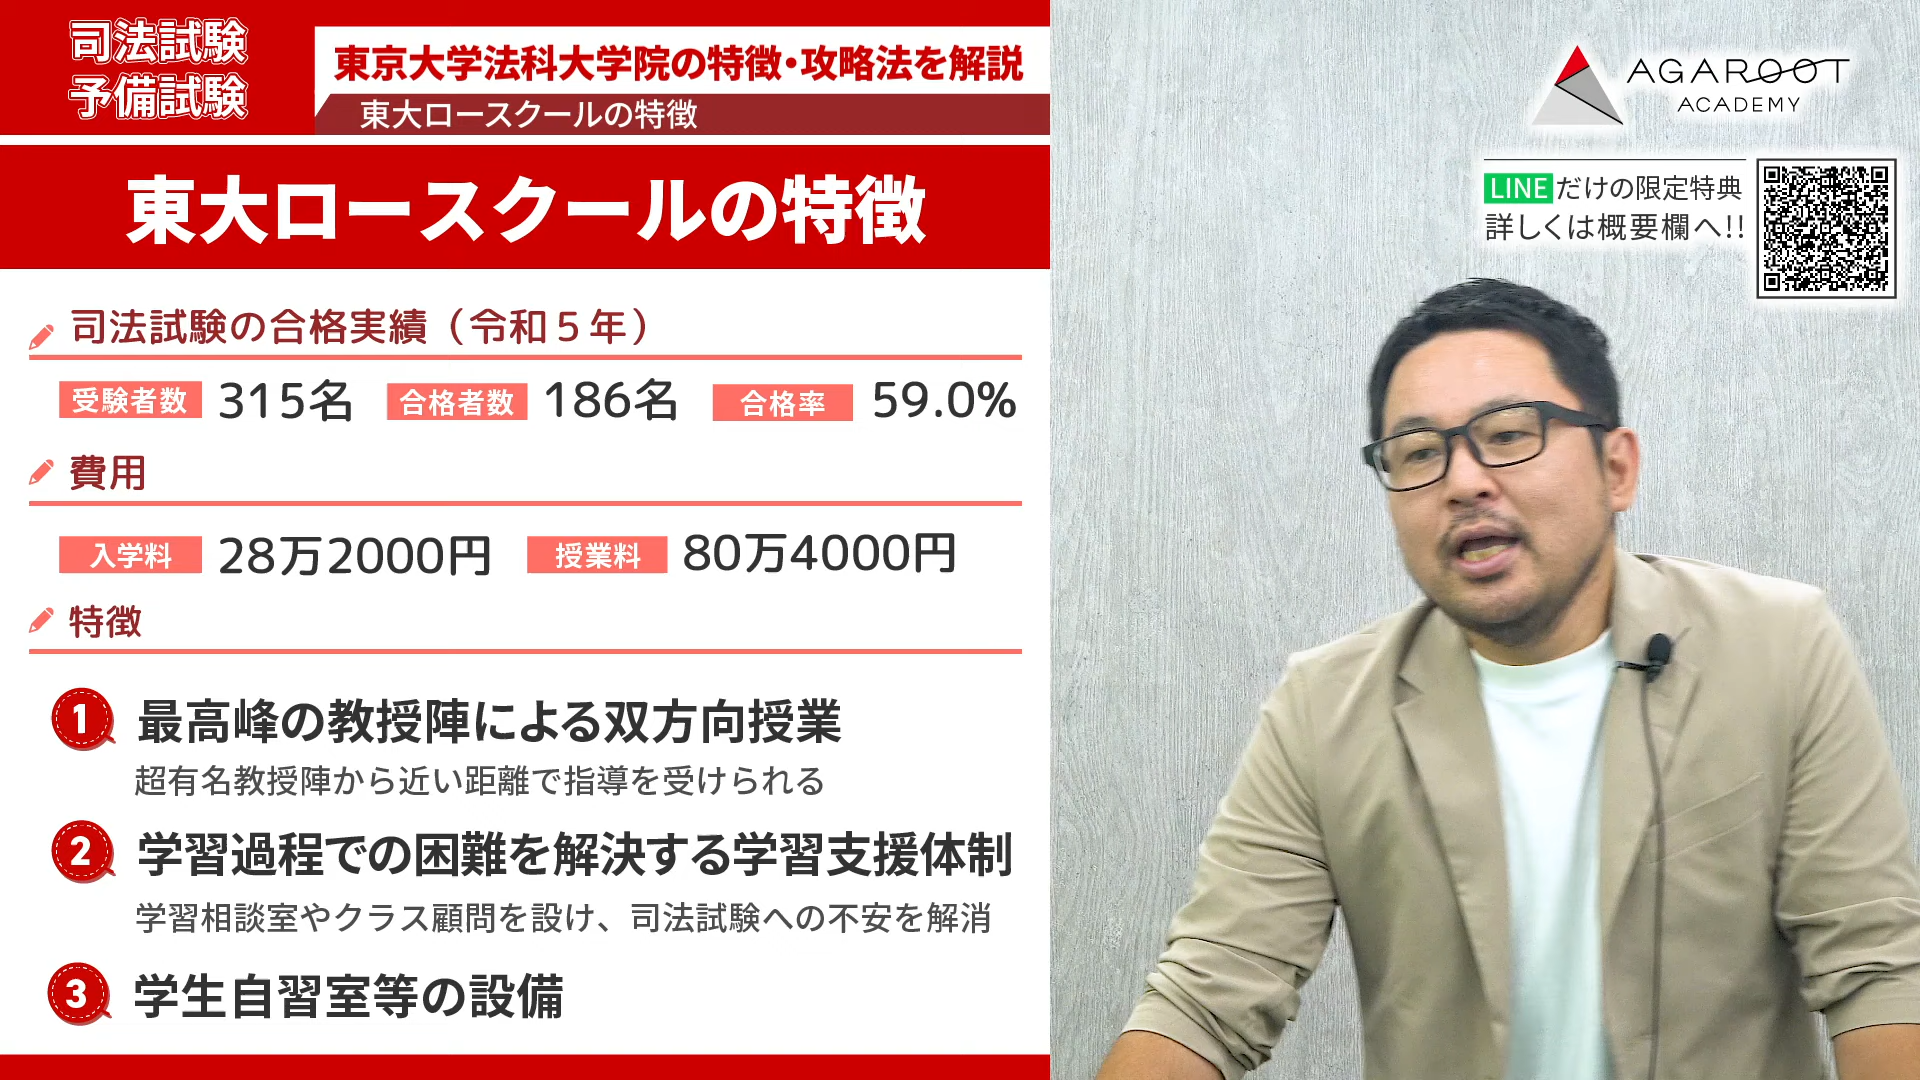 司法試験
予備試験
東京大学法科大学院の特徴・攻略法を解説
東大ロースクールの特徴
東大ロースクールの特徴
司法試験の合格実績（令和５年）
受験者数 315名 合格者数 186名 合格率 59.0%
費用
入学料 28万2000円 授業料 80万4000円
特徴
1 最高峰の教授陣による双方向授業
超有名教授陣から近い距離で指導を受けられる
2 学習過程での困難を解決する学習支援体制
学習相談室やクラス顧問を設け、司法試験への不安を解消
3 学生自習室等の設備
AGAROOT
ACADEMY
LINEだけの限定特典
詳しくは概要欄へ!!